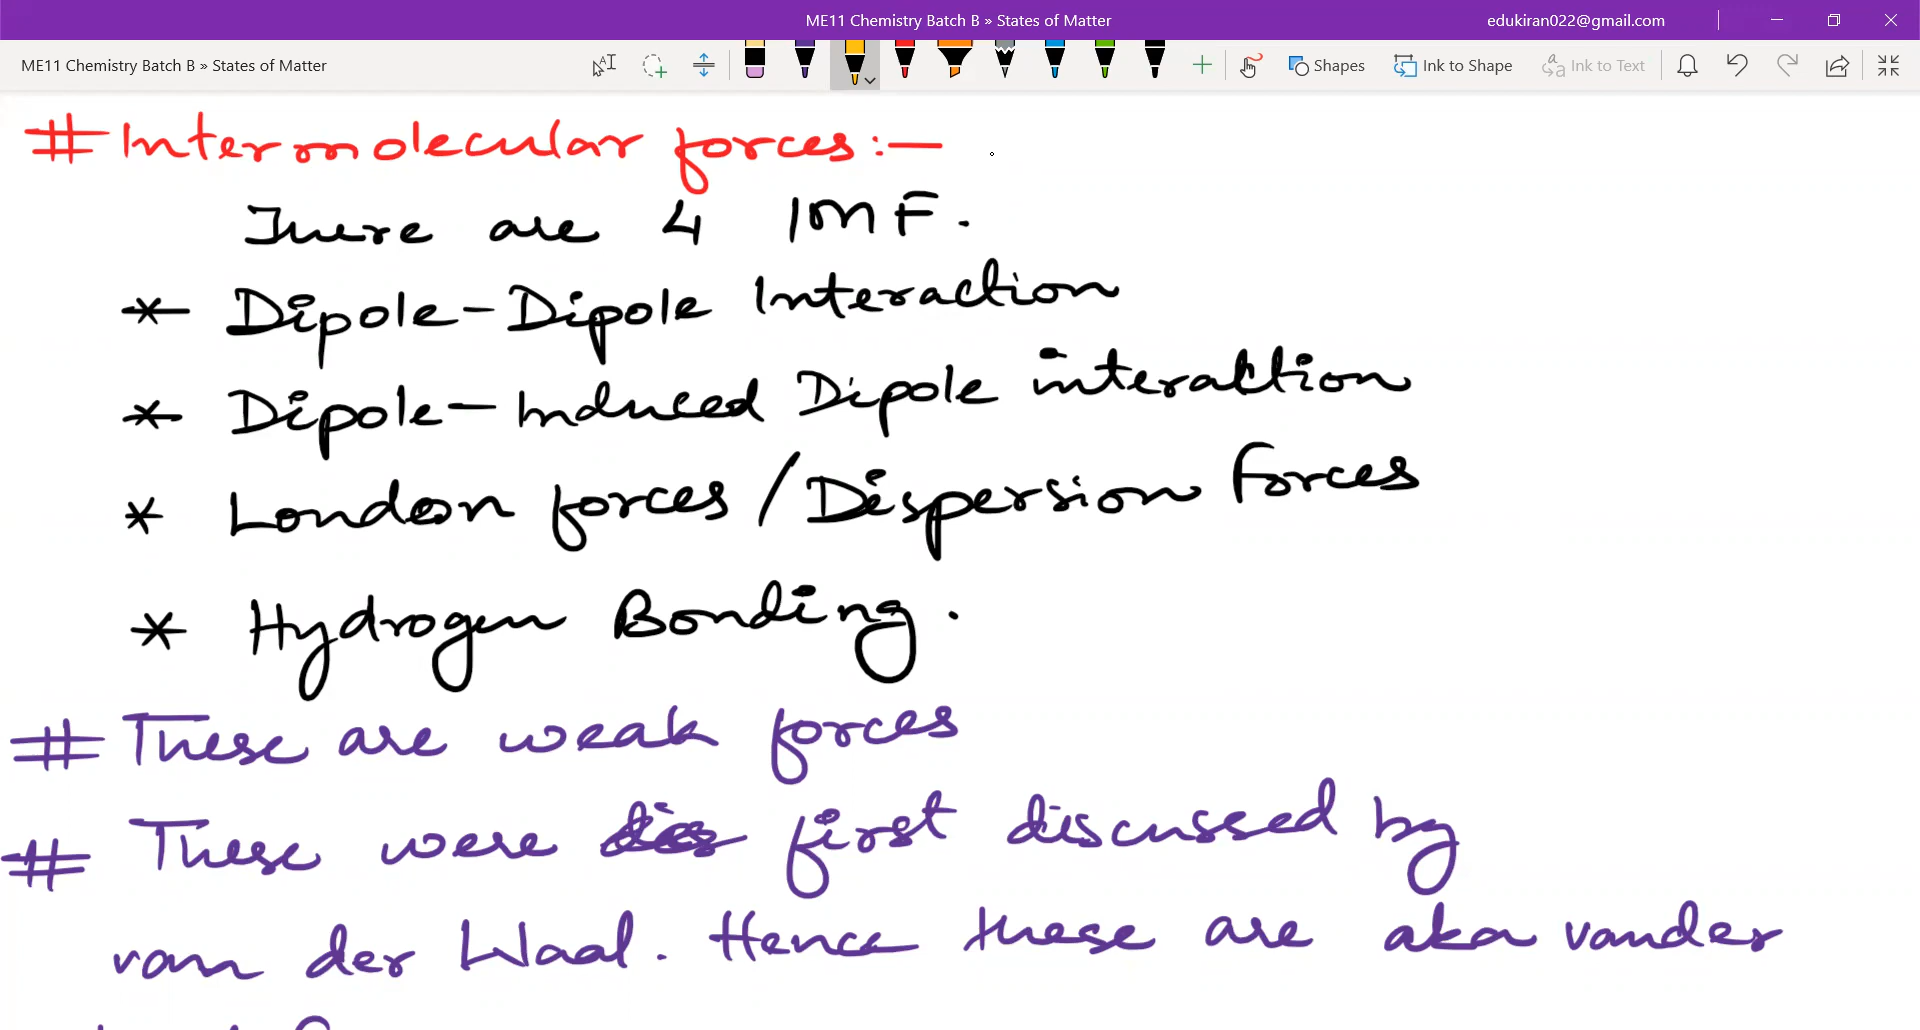 ME11 Chemistry Batch B » States of Matter
edukiran022@gmail.com
ME11 Chemistry Batch B » States of Matter
Shapes
Ink to Shape
Ink to Text
# Intermolecular forces:—
There are 4 IMF.
* Dipole-Dipole Interaction
* Dipole-Induced Dipole interaction
* London forces / Dispersion Forces
* Hydrogen Bonding.
# These are weak forces
# These were first discussed by
van der Waal. Hence these are aka vander